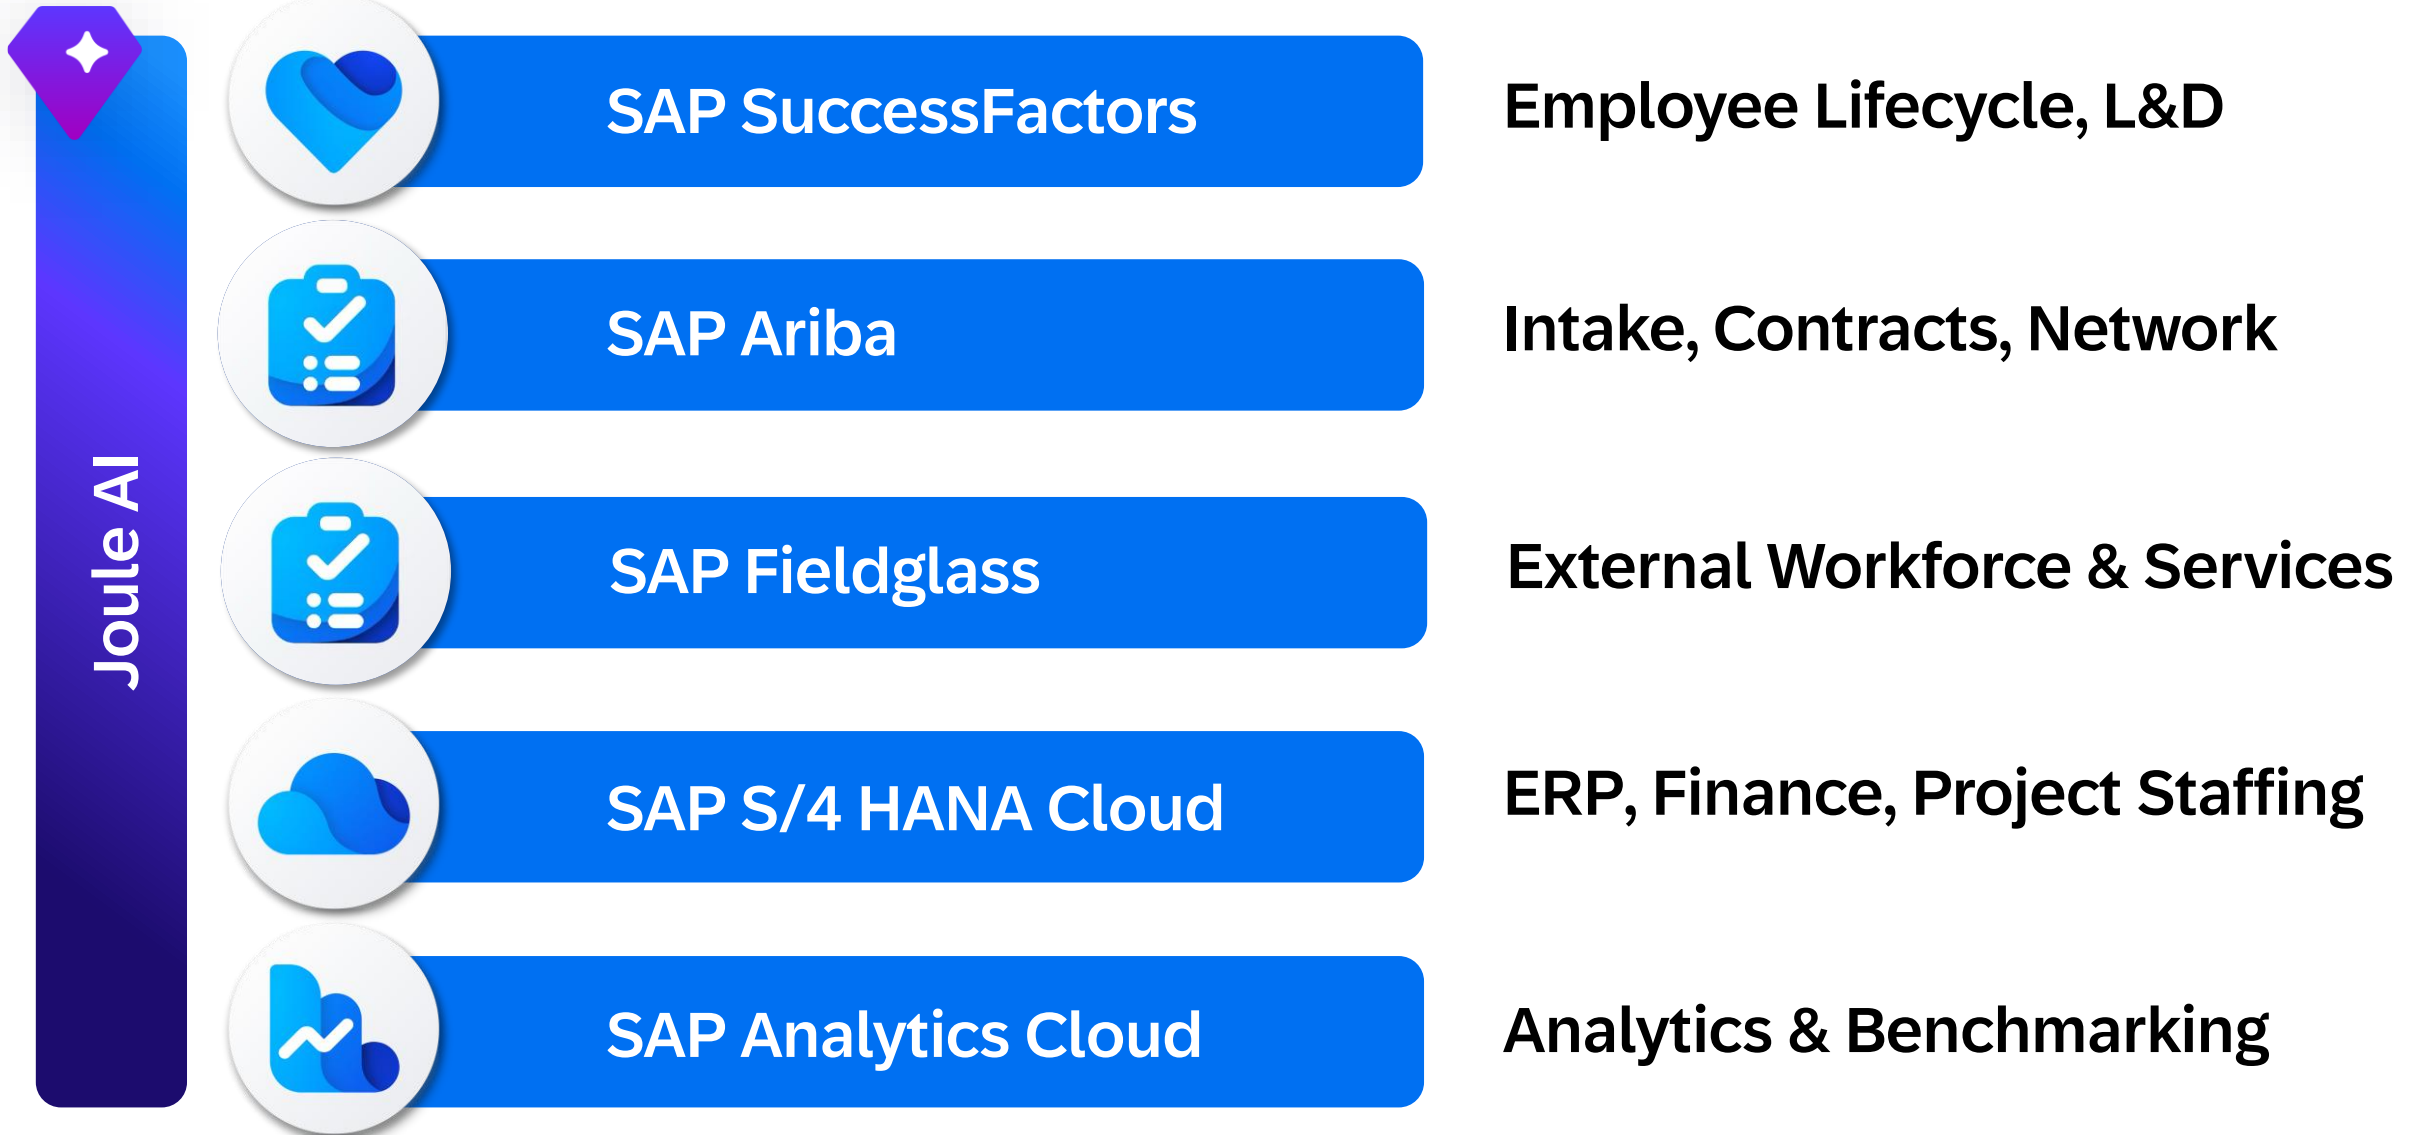 Joule AI
SAP SuccessFactors
Employee Lifecycle, L&D
SAP Ariba
Intake, Contracts, Network
SAP Fieldglass
External Workforce & Services
SAP S/4 HANA Cloud
ERP, Finance, Project Staffing
SAP Analytics Cloud
Analytics & Benchmarking